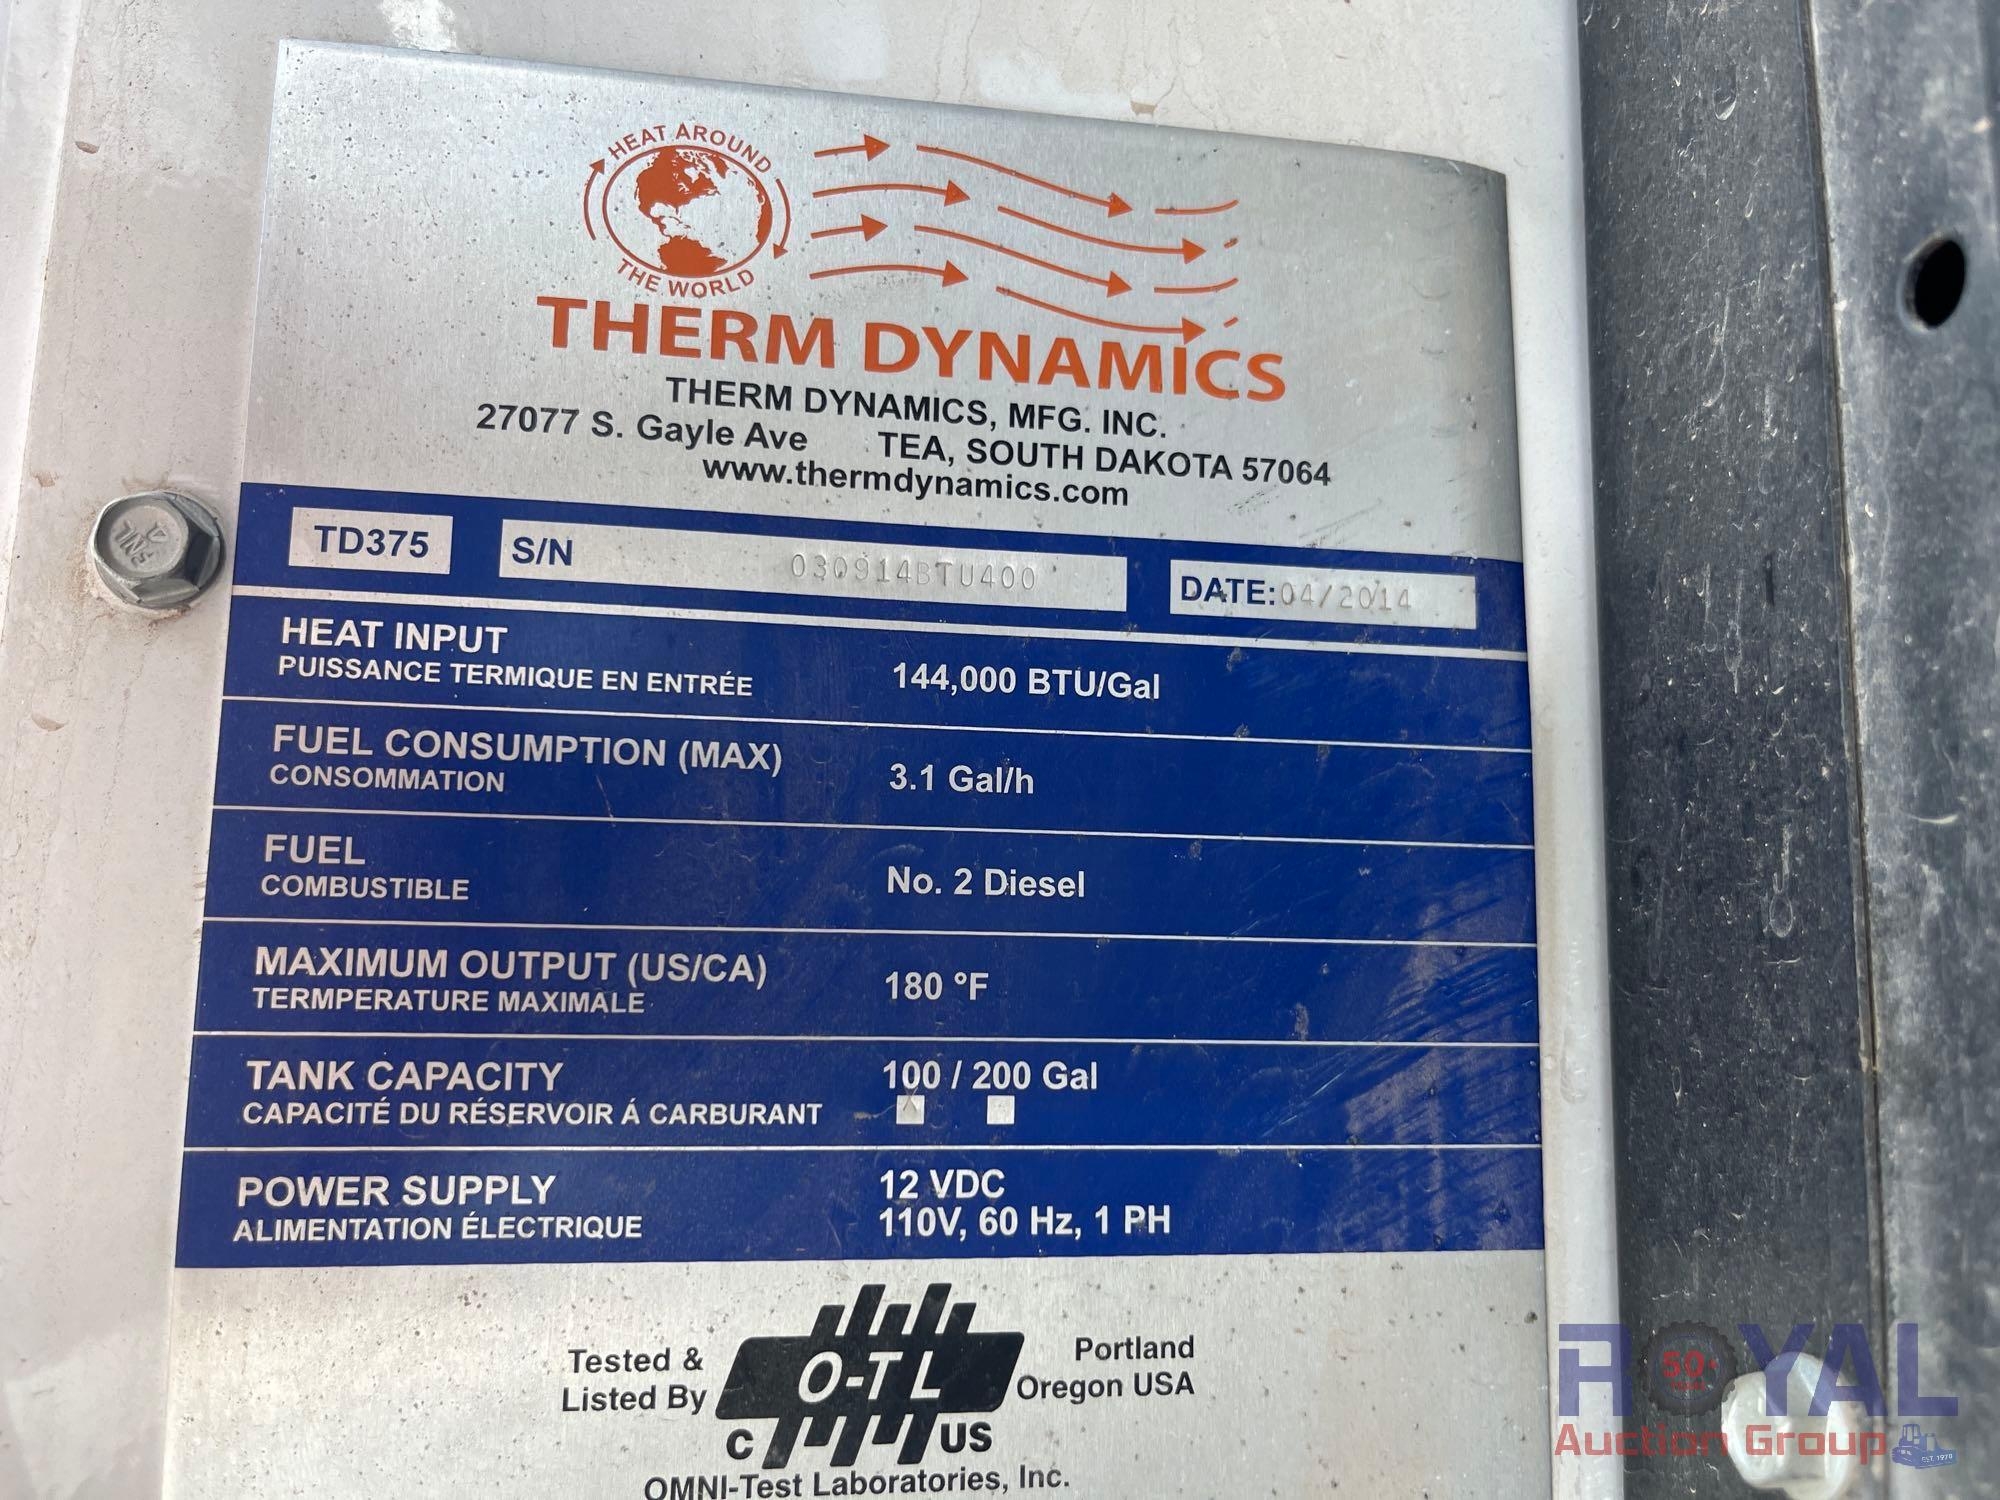 HEAT AROUND
THE WORLD
THERM DYNAMICS
THERM DYNAMICS, MFG. INC.
27077 S. Gayle Ave TEA, SOUTH DAKOTA 57064
www.thermdynamics.com
TD375 S/N 030914BTU400 DATE:04/2014
HEAT INPUT
PUISSANCE TERMIQUE EN ENTRÉE
144,000 BTU/Gal
FUEL CONSUMPTION (MAX)
CONSOMMATION
3.1 Gal/h
FUEL
COMBUSTIBLE
No. 2 Diesel
MAXIMUM OUTPUT (US/CA)
TERMPERATURE MAXIMALE
180 °F
TANK CAPACITY
CAPACITÉ DU RÉSERVOIR Á CARBURANT
100 / 200 Gal
X
POWER SUPPLY
ALIMENTATION ÉLECTRIQUE
12 VDC
110V, 60 Hz, 1 PH
Tested &
Listed By
O-TL
C US
Portland
Oregon USA
OMNI-Test Laboratories, Inc.
ROYAL
50
Auction Group
EST. 1970